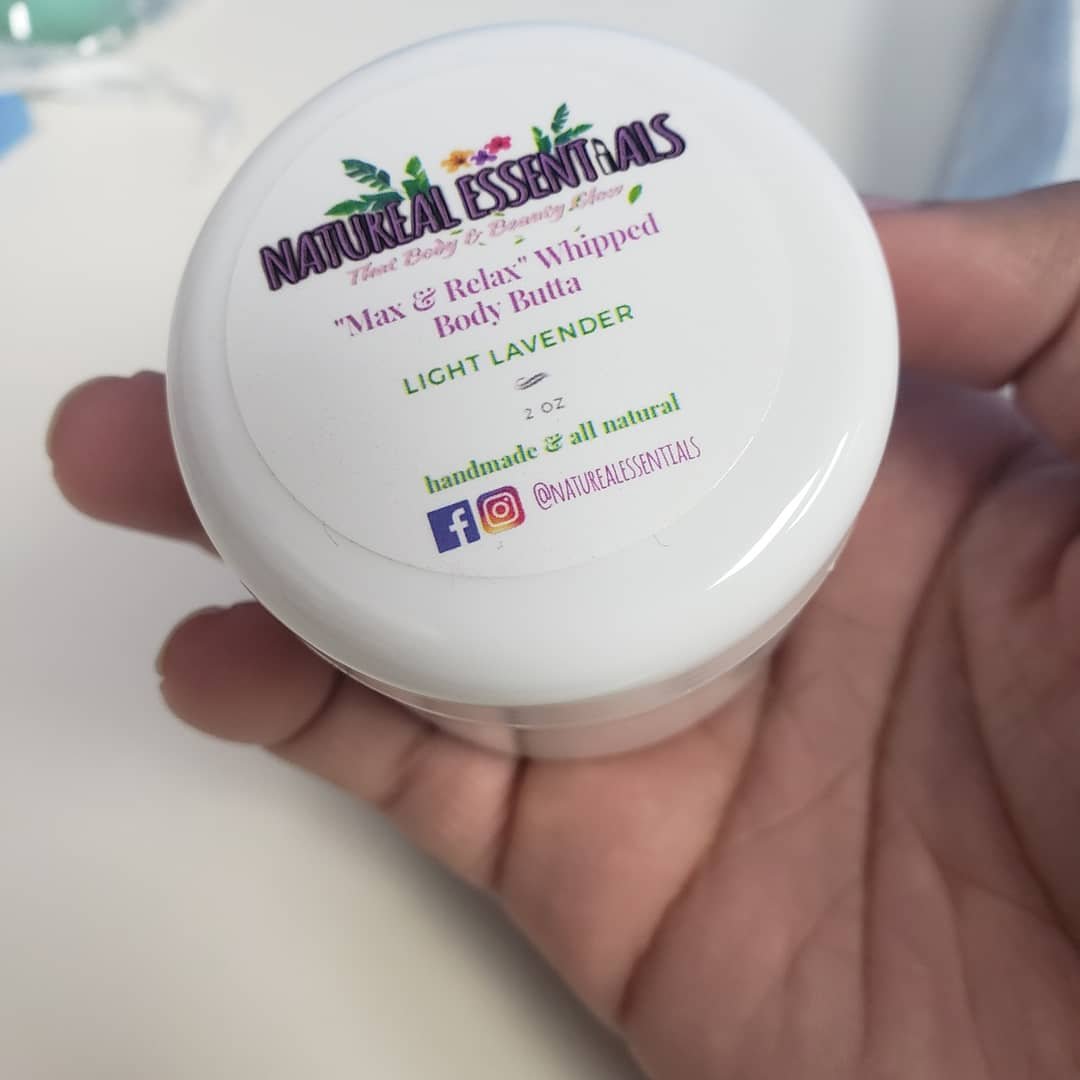 NATUREAL ESSENTiALS
That Body & Beauty Glow
"Max & Relax" Whipped
Body Butta
LIGHT LAVENDER
2 OZ
handmade & all natural
f @NATUREALESSENTIALS